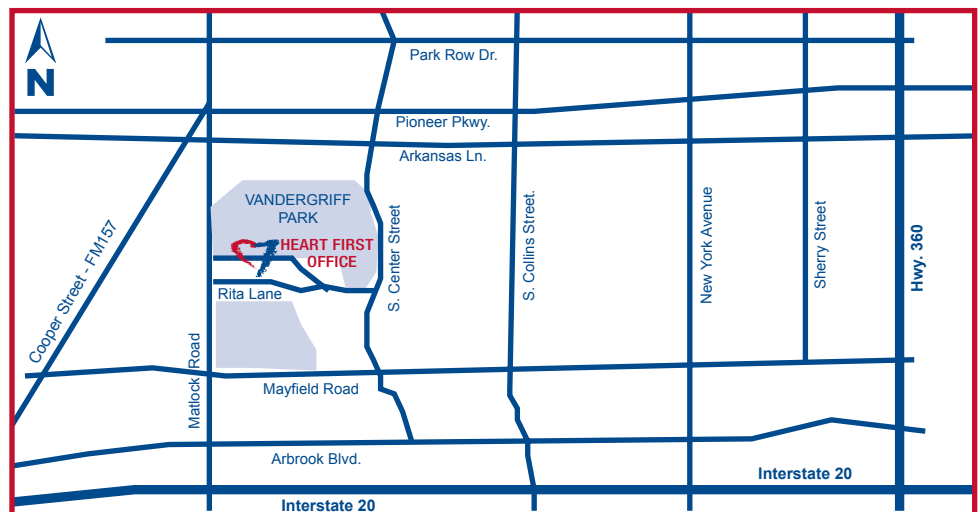 N
Park Row Dr.
Pioneer Pkwy.
Arkansas Ln.
VANDERGRIFF
PARK
HEART FIRST
OFFICE
Rita Lane
Cooper Street - FM157
Matlock Road
S. Center Street
S. Collins Street.
New York Avenue
Sherry Street
Hwy. 360
Mayfield Road
Arbrook Blvd.
Interstate 20
Interstate 20